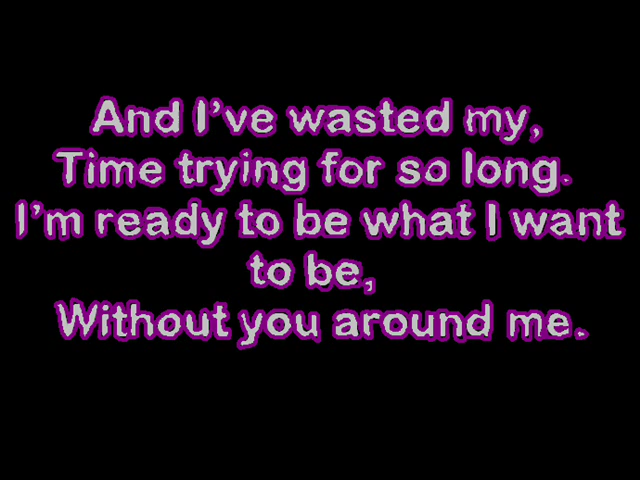 And I've wasted my,
Time trying for so long.
I'm ready to be what I want
to be,
Without you around me.